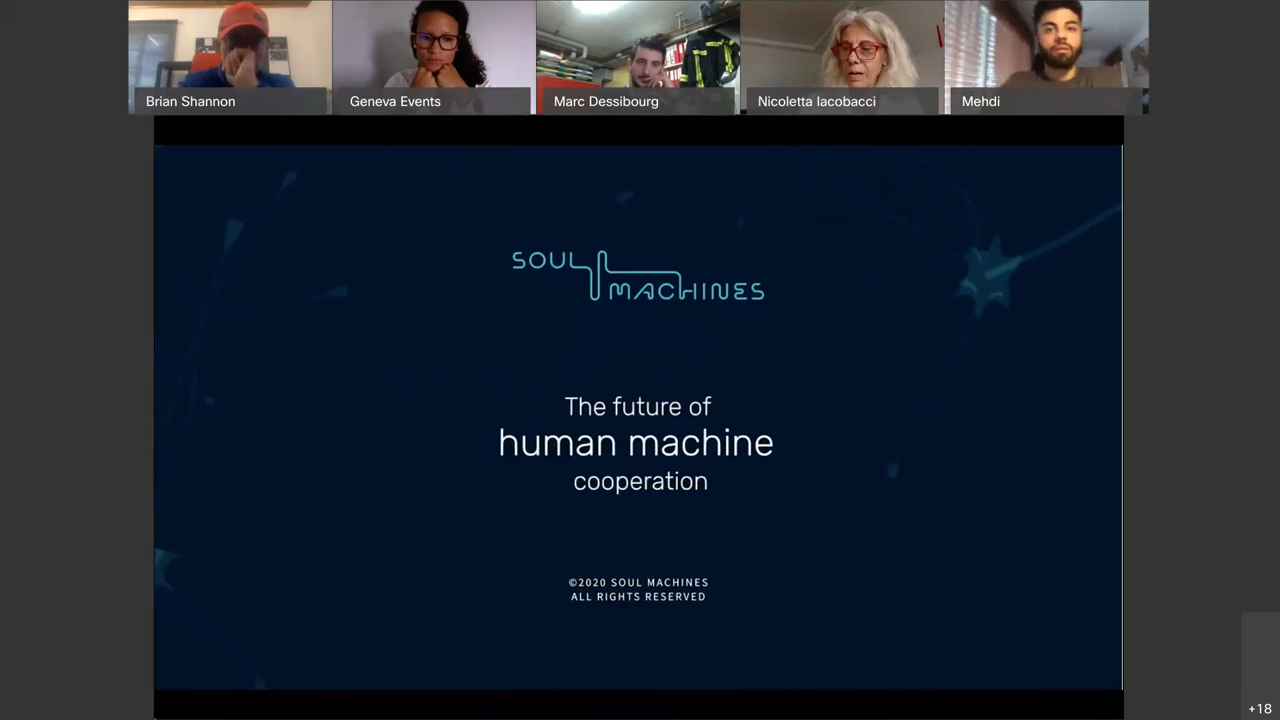 Brian Shannon
Geneva Events
Marc Dessibourg
Nicoletta Iacobacci
Mehdi
SOUL
MACHINES
The future of
human machine
cooperation
©2020 SOUL MACHINES
ALL RIGHTS RESERVED
+18